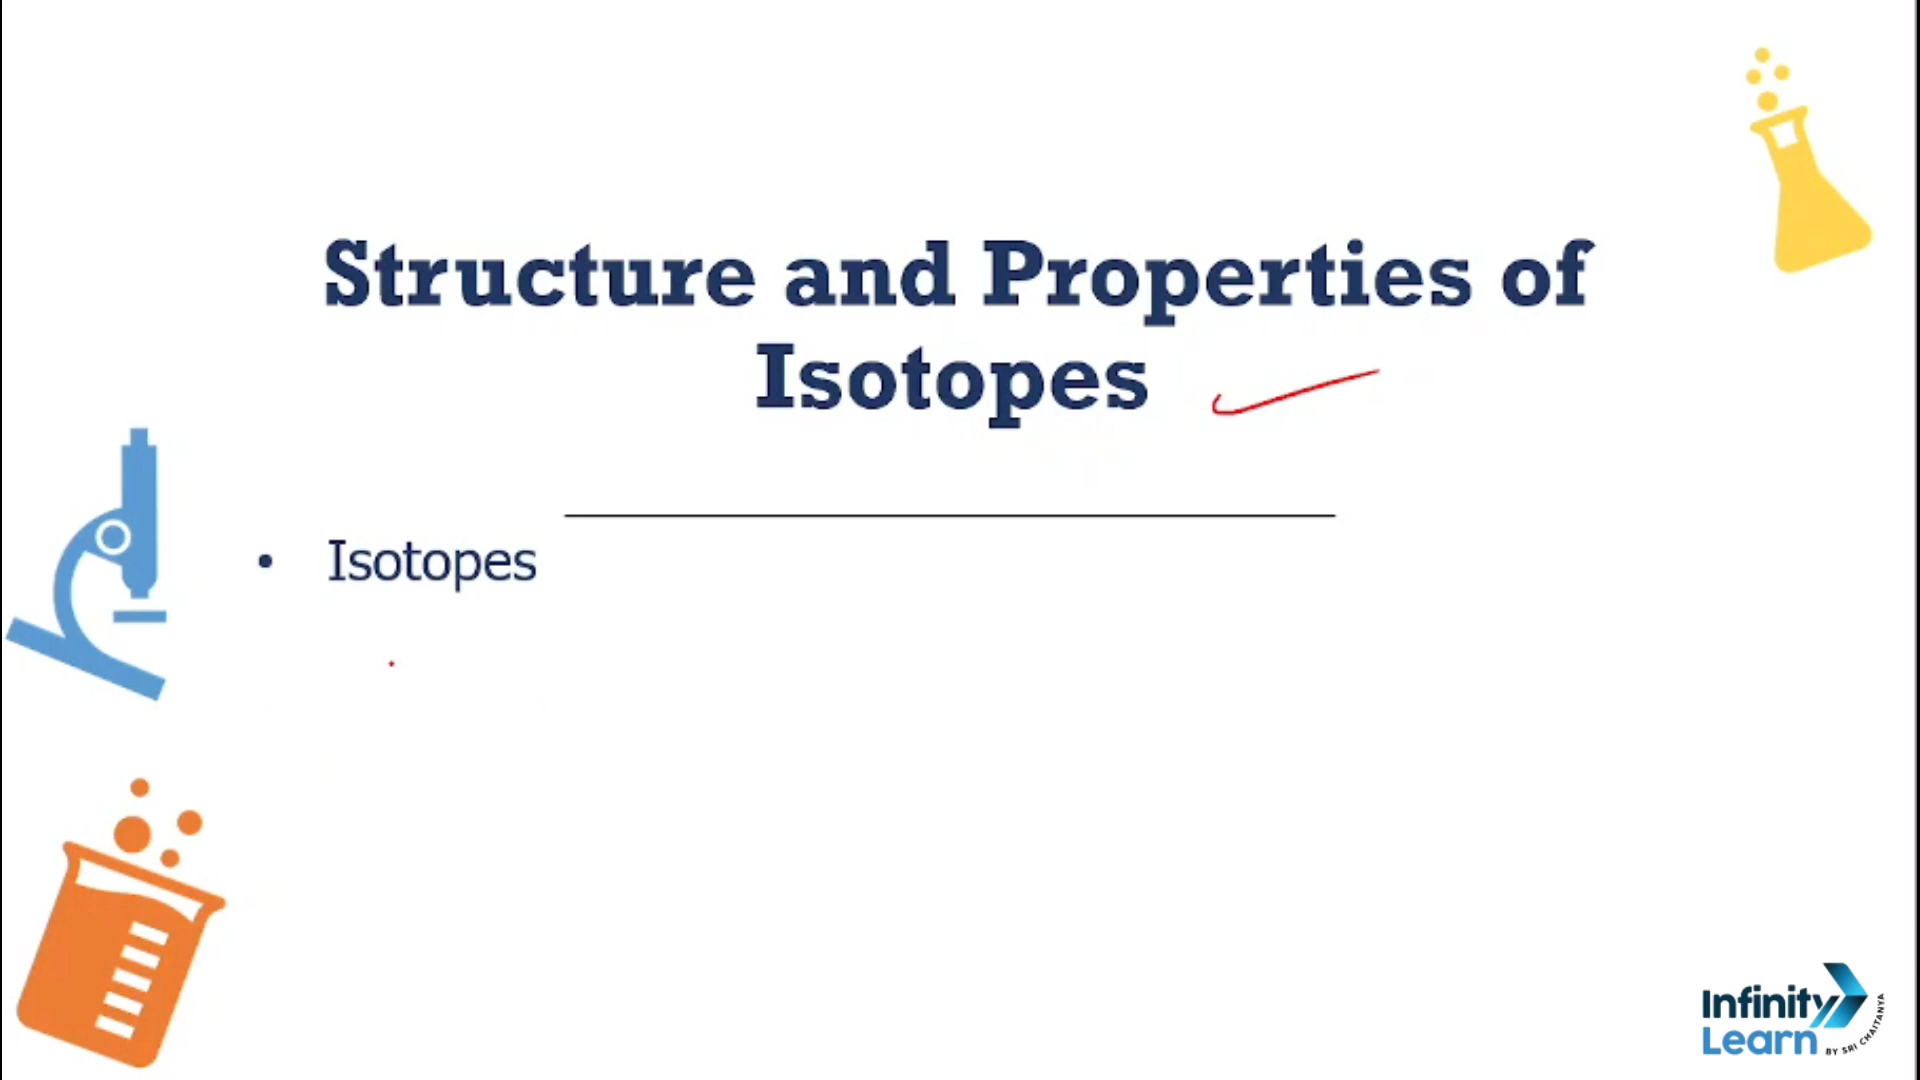 Structure and Properties of
Isotopes
• Isotopes
Infinity
Learn
BY SRI CHAITANYA